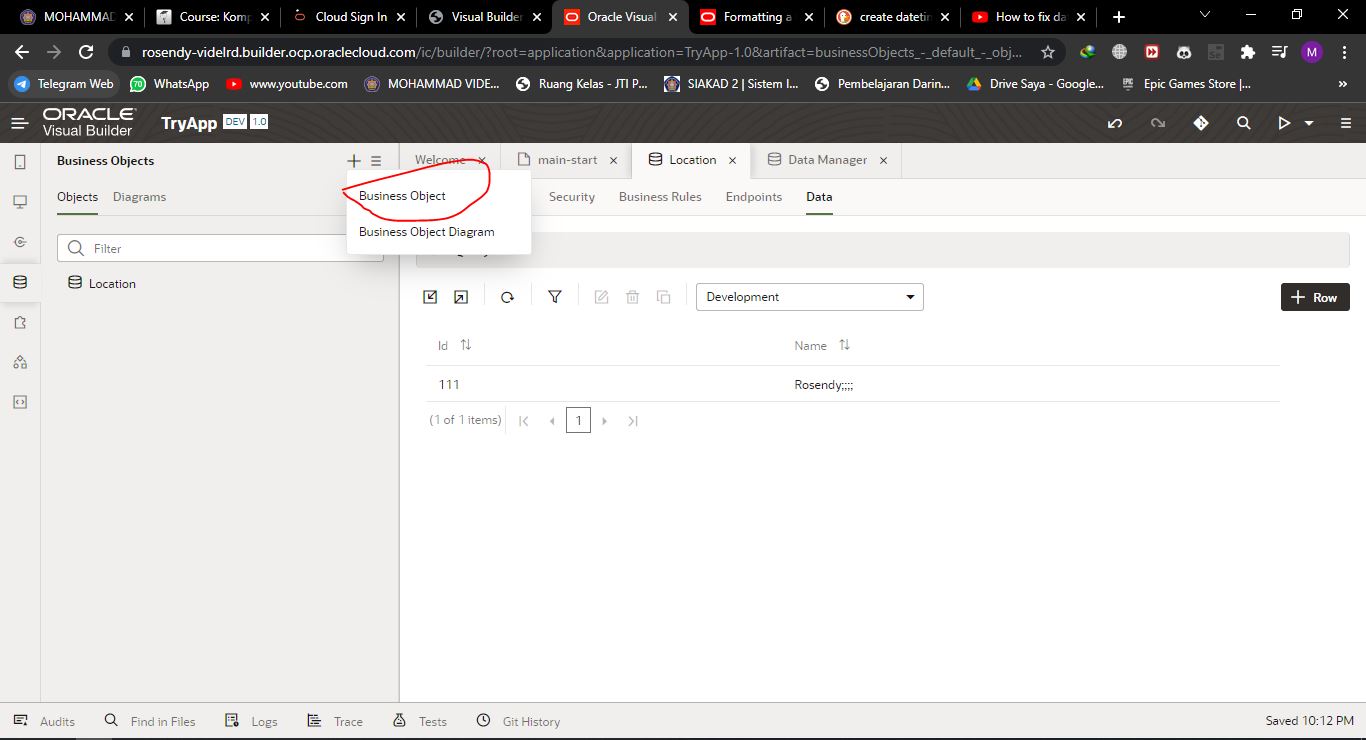 MOHAMMAD
Course: Komp
Cloud Sign In
Visual Builder
Oracle Visual
Formatting a
create datetin
How to fix da
rosendy-videlrd.builder.ocp.oraclecloud.com/ic/builder/?root=application&application=TryApp-1.0&artifact=businessObjects_-_default_-_obj...
M
Telegram Web
70
WhatsApp
www.youtube.com
MOHAMMAD VIDE...
Ruang Kelas - JTI P...
SIAKAD 2 | Sistem I...
Pembelajaran Darin...
Drive Saya - Google...
Epic Games Store |...
ORACLE
Visual Builder
TryApp
DEV
1.0
Business Objects
Welcome
main-start
Location
Data Manager
Objects
Diagrams
Business Object
Security
Business Rules
Endpoints
Data
Business Object Diagram
Filter
Location
Development
Row
Id
Name
111
Rosendy;;;;
(1 of 1 items)
1
Audits
Find in Files
Logs
Trace
Tests
Git History
Saved 10:12 PM